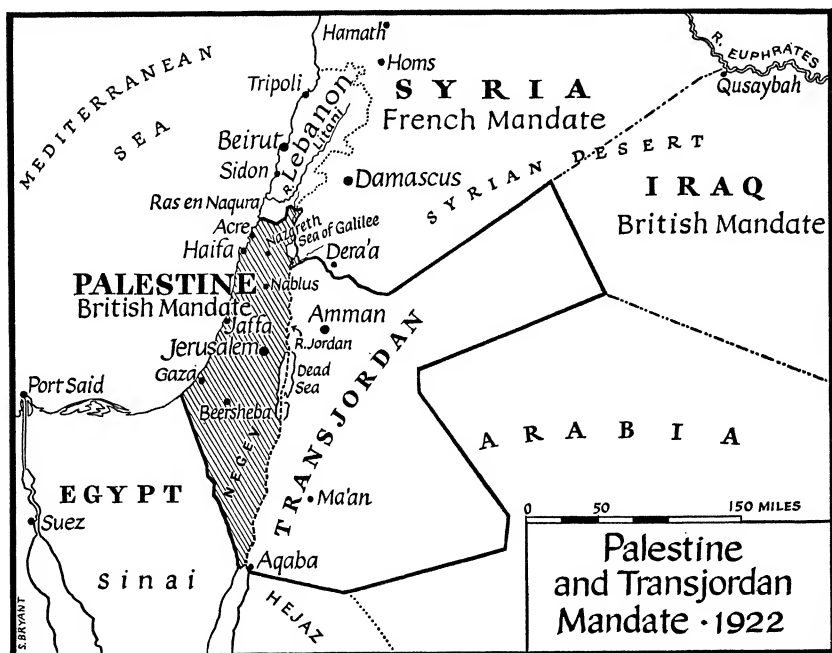 Hamath
Homs
R. EUPHRATES
Qusaybah
Tripoli
SYRIA
French Mandate
MEDITERRANEAN
SEA
Lebanon
R. Litani
Beirut
Sidon
Damascus
SYRIAN DESERT
IRAQ
British Mandate
Ras en Naqura
Acre
Nazareth
Sea of Galilee
Haifa
Dera'a
PALESTINE
British Mandate
Nablus
Jaffa
Amman
R. Jordan
Jerusalem
Gaza
Dead
Sea
Port Said
Beersheba
TRANSJORDAN
ARABIA
NEGEV
EGYPT
Ma'an
Suez
0 50 150 MILES
Aqaba
Sinai
HEJAZ
Palestine
and Transjordan
Mandate · 1922
S. BRYANT